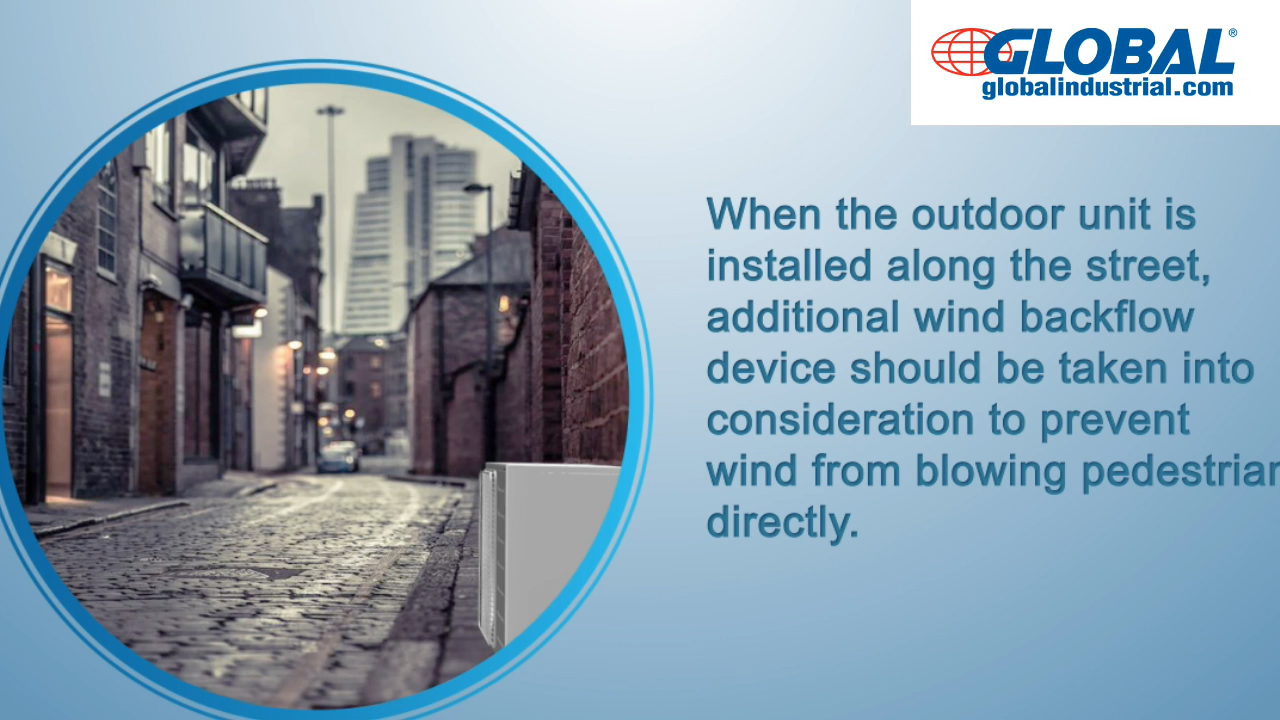 GLOBAL®
globalindustrial.com
When the outdoor unit is
installed along the street,
additional wind backflow
device should be taken into
consideration to prevent
wind from blowing pedestrian
directly.